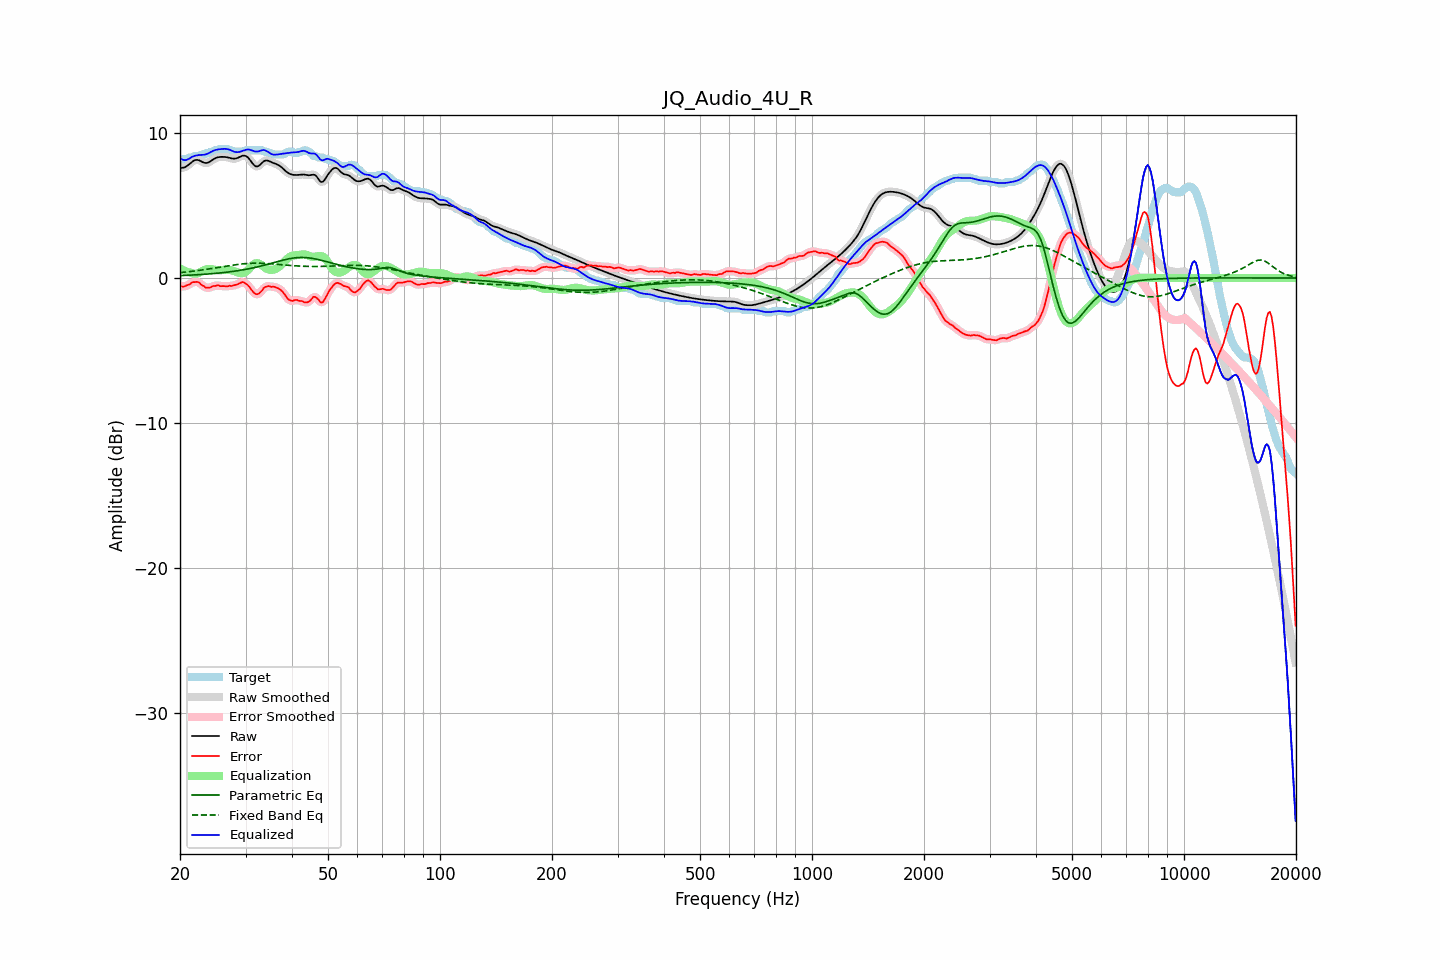 JQ_Audio_4U_R
10
0
−10
−20
−30
Amplitude (dBr)
20
50
100
200
500
1000
2000
5000
10000
20000
Frequency (Hz)
Target
Raw Smoothed
Error Smoothed
Raw
Error
Equalization
Parametric Eq
Fixed Band Eq
Equalized